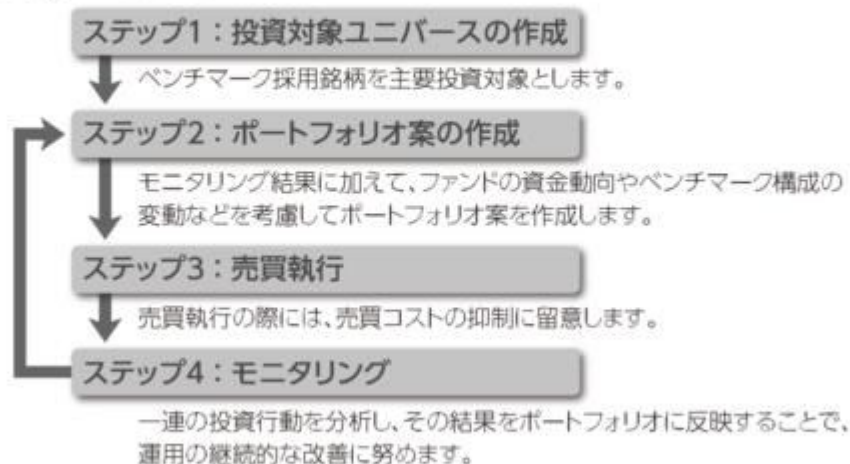 ステップ1：投資対象ユニバースの作成
ベンチマーク採用銘柄を主要投資対象とします。
ステップ2：ポートフォリオ案の作成
モニタリング結果に加えて、ファンドの資金動向やベンチマーク構成の
変動などを考慮してポートフォリオ案を作成します。
ステップ3：売買執行
売買執行の際には、売買コストの抑制に留意します。
ステップ4：モニタリング
一連の投資行動を分析し、その結果をポートフォリオに反映することで、
運用の継続的な改善に努めます。